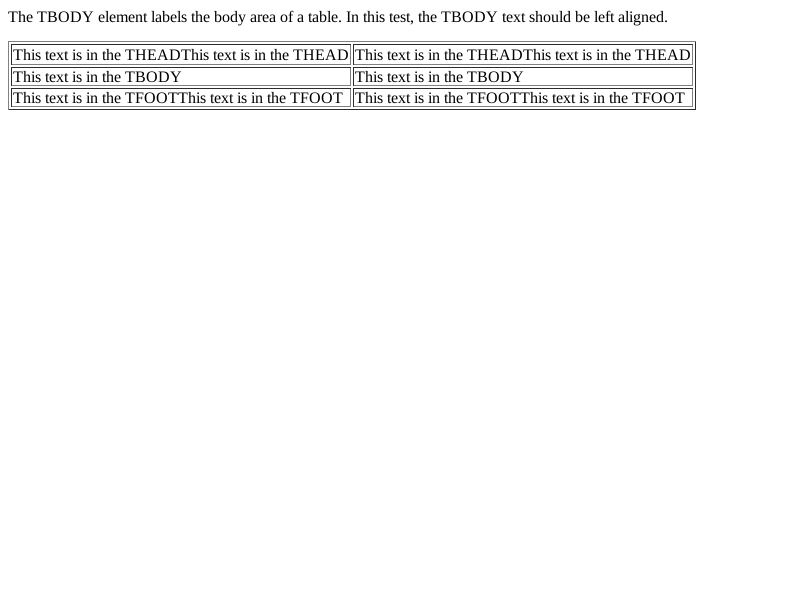 The TBODY element labels the body area of a table. In this test, the TBODY text should be left aligned.
This text is in the THEADThis text is in the THEAD This text is in the THEADThis text is in the THEAD
This text is in the TBODY This text is in the TBODY
This text is in the TFOOTThis text is in the TFOOT This text is in the TFOOTThis text is in the TFOOT